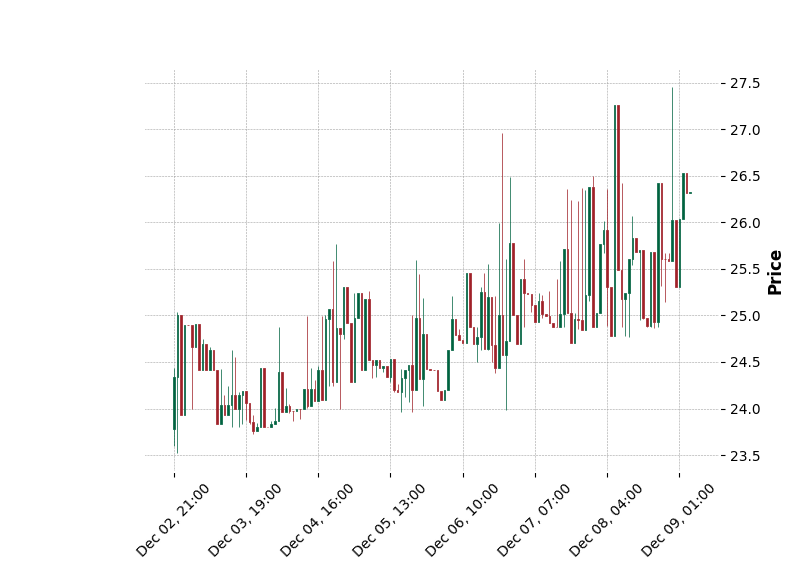 27.5
27.0
26.5
26.0
25.5
25.0
24.5
24.0
23.5
Price
Dec 02, 21:00
Dec 03, 19:00
Dec 04, 16:00
Dec 05, 13:00
Dec 06, 10:00
Dec 07, 07:00
Dec 08, 04:00
Dec 09, 01:00